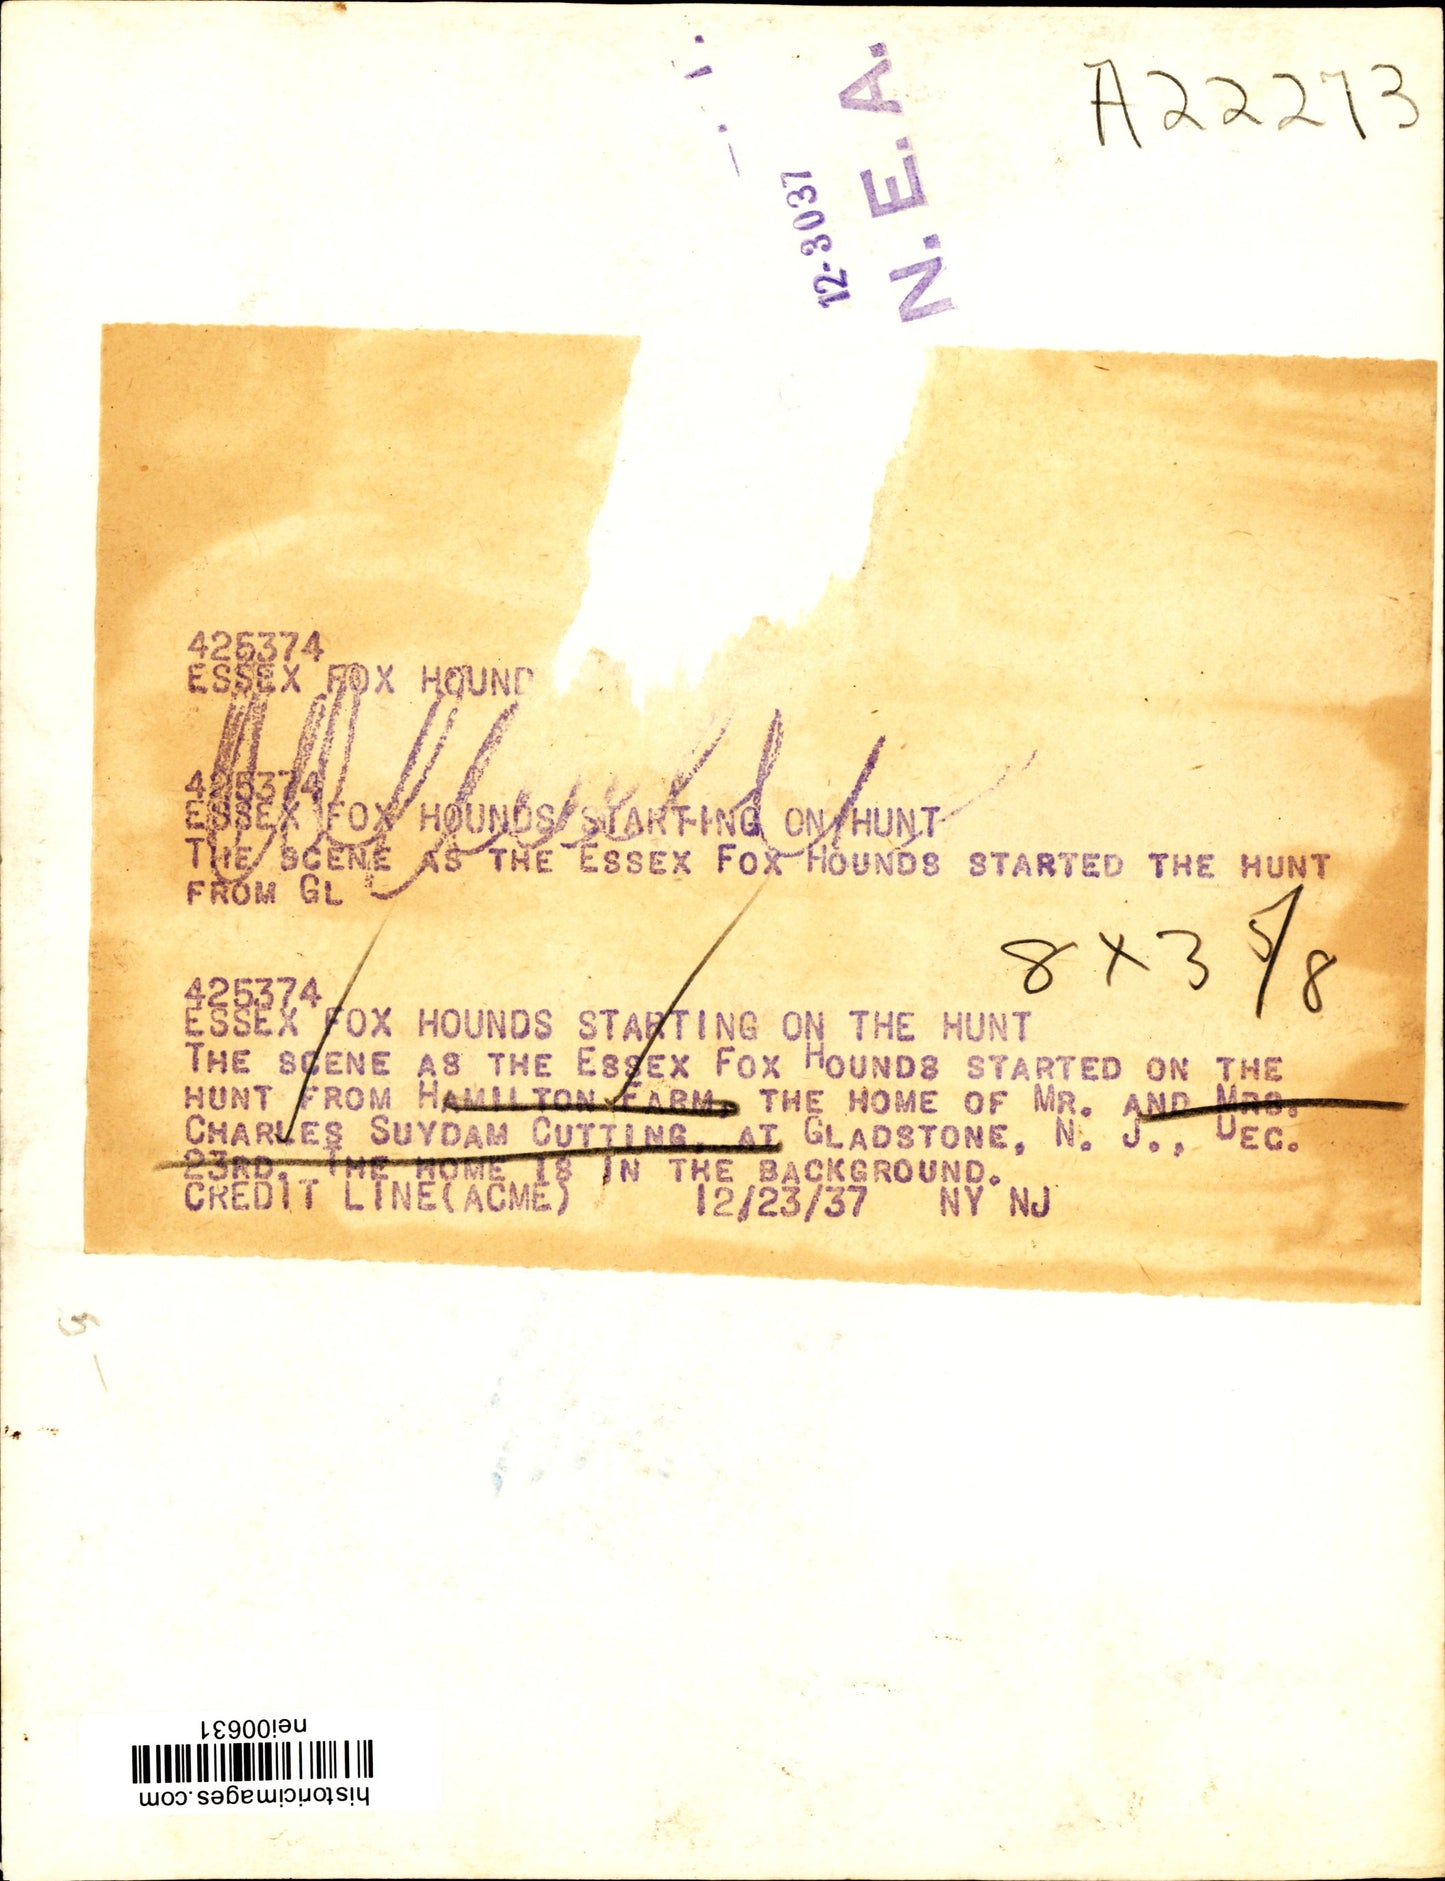 A22273
N. E. A.
12-3037
425374
ESSEX FOX HOUND
425374
ESSEX FOX HOUNDS STARTING ON HUNT
THE SCENE AS THE ESSEX FOX HOUNDS STARTED THE HUNT
FROM GL
8 x 3 5/8
425374
ESSEX FOX HOUNDS STARTING ON THE HUNT
THE SCENE AS THE ESSEX FOX HOUNDS STARTED ON THE
HUNT FROM HAMILTON FARM, THE HOME OF MR. AND MRS.
CHARLES SUYDAM CUTTING, AT GLADSTONE, N. J., DEC.
23RD. THE HOME IS IN THE BACKGROUND.
CREDIT LINE(ACME) 12/23/37 NY NJ
nei00631
historicimages.com